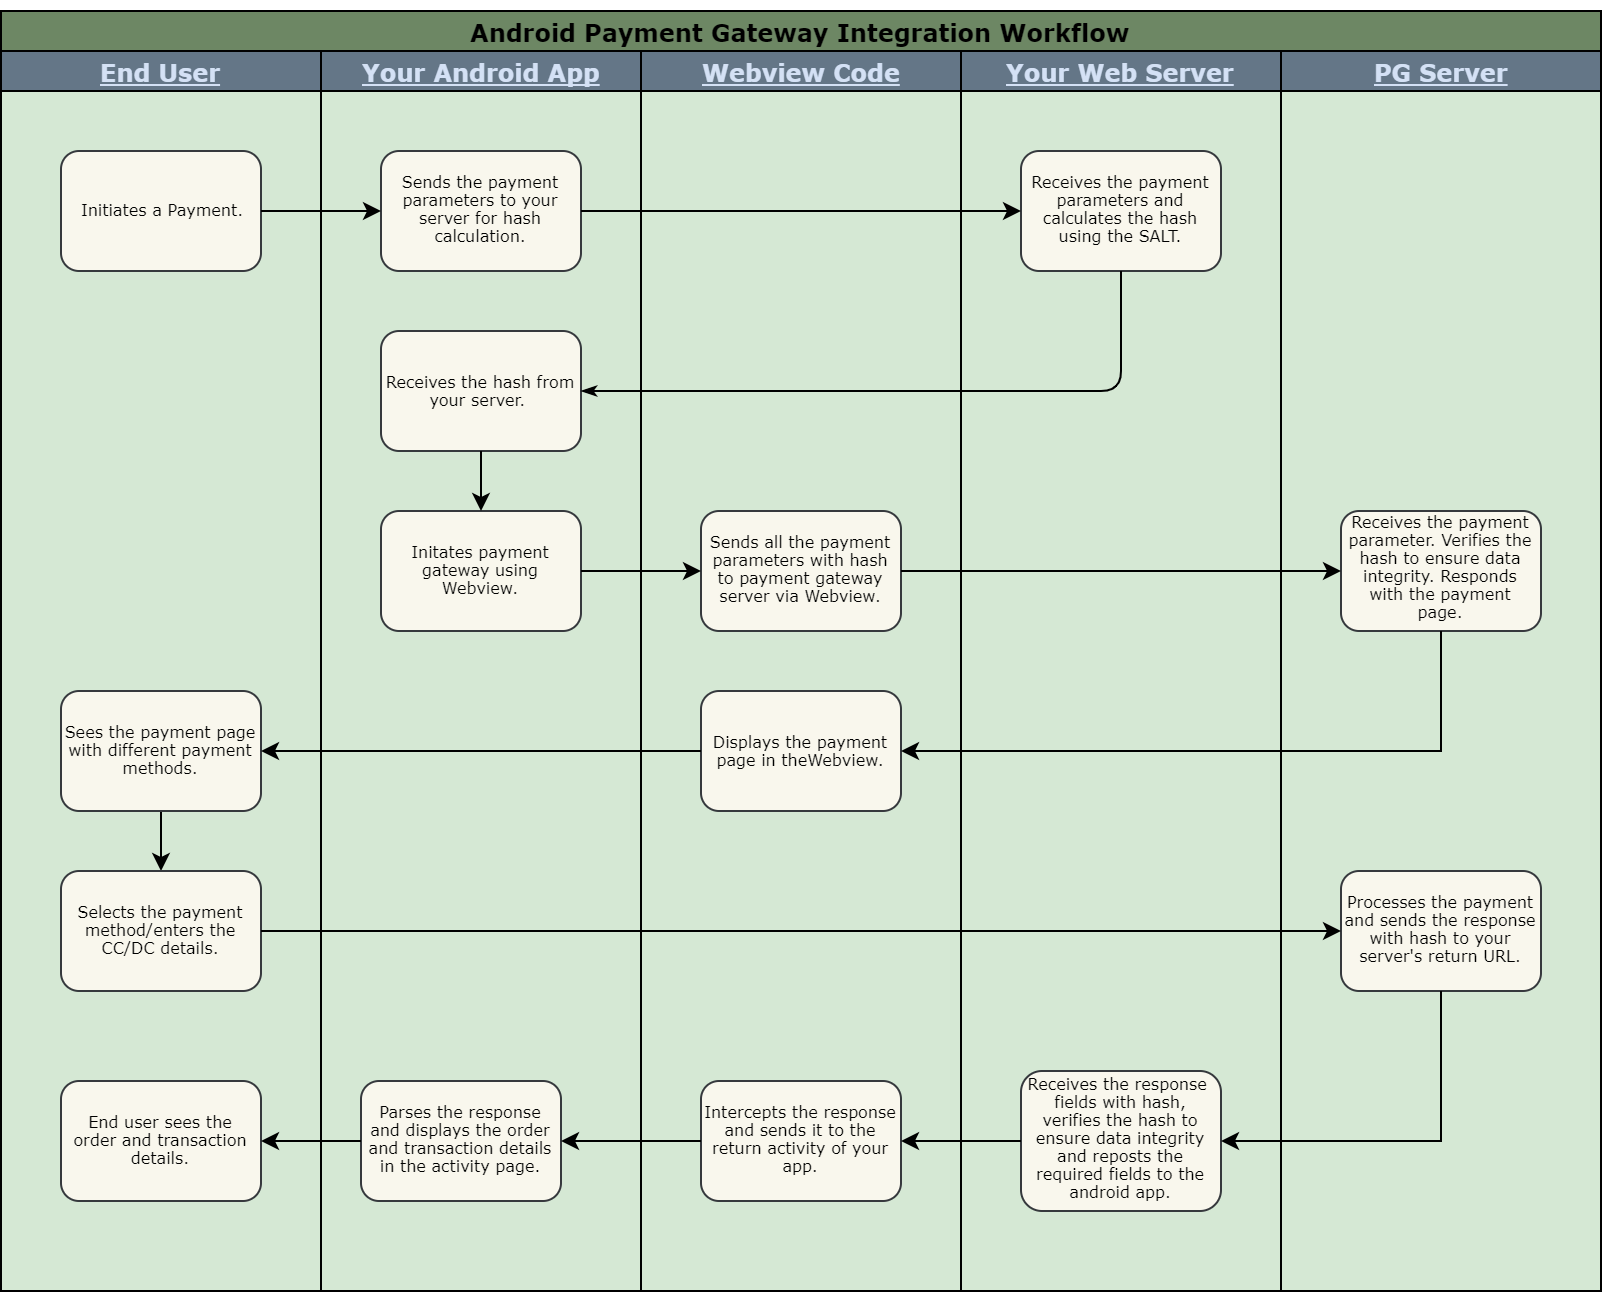 Android Payment Gateway Integration Workflow
End User
Your Android App
Webview Code
Your Web Server
PG Server
Initiates a Payment.
Sends the payment
parameters to your
server for hash
calculation.
Receives the payment
parameters and
calculates the hash
using the SALT.
Receives the hash from
your server.
Initates payment
gateway using
Webview.
Sends all the payment
parameters with hash
to payment gateway
server via Webview.
Receives the payment
parameter. Verifies the
hash to ensure data
integrity. Responds
with the payment
page.
Displays the payment
page in theWebview.
Sees the payment page
with different payment
methods.
Selects the payment
method/enters the
CC/DC details.
Processes the payment
and sends the response
with hash to your
server's return URL.
Receives the response
fields with hash,
verifies the hash to
ensure data integrity
and reposts the
required fields to the
android app.
Intercepts the response
and sends it to the
return activity of your
app.
Parses the response
and displays the order
and transaction details
in the activity page.
End user sees the
order and transaction
details.